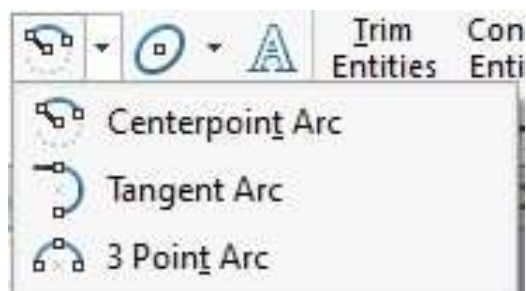 Trim Con
Entities Enti
Centerpoint Arc
Tangent Arc
3 Point Arc